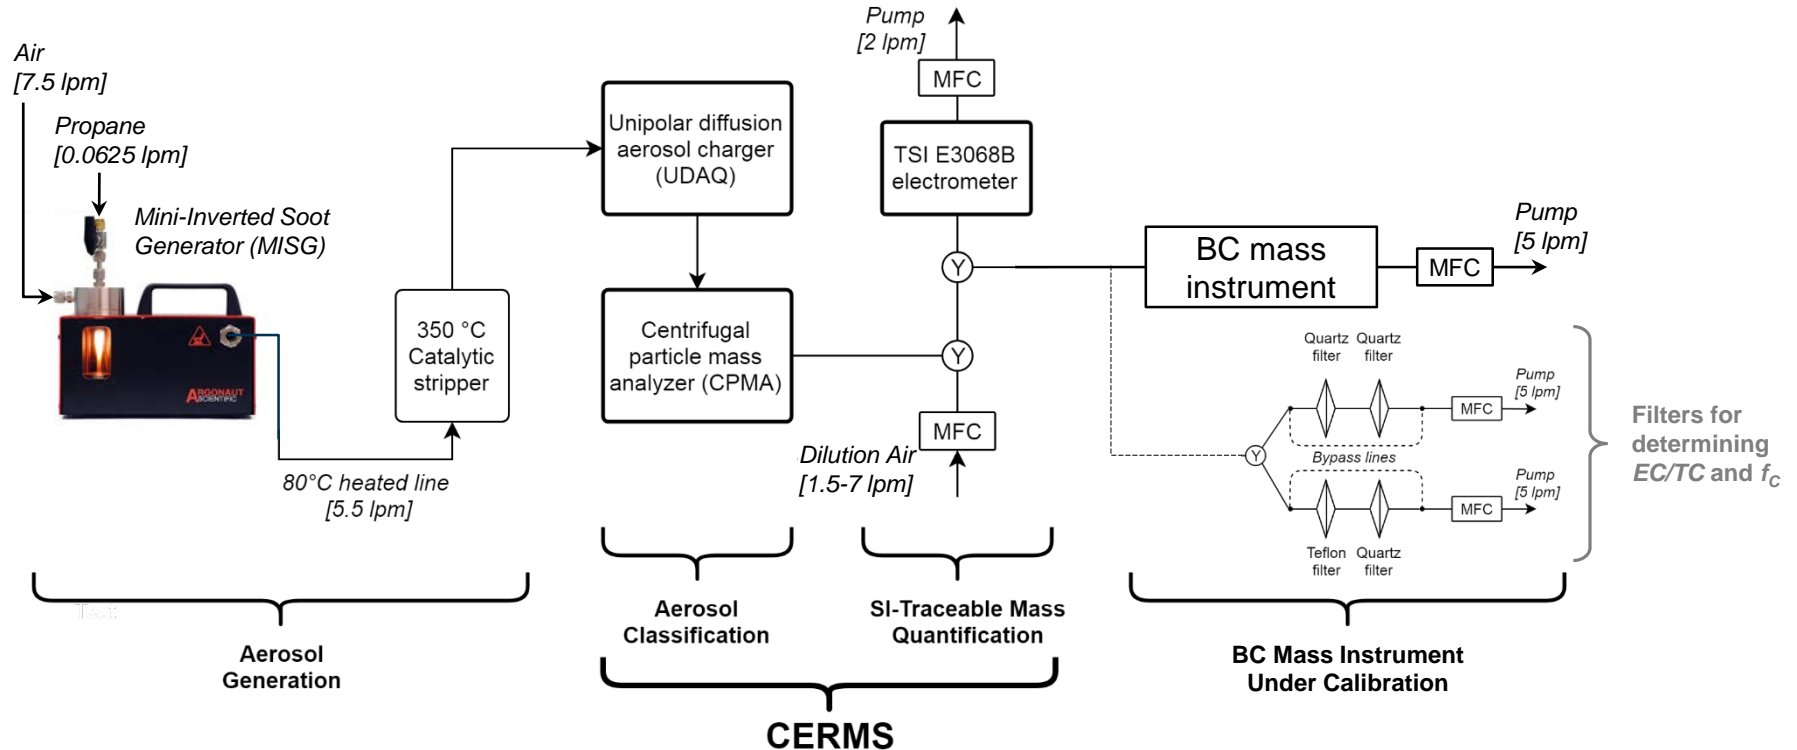 Air
[7.5 lpm]
Propane
[0.0625 lpm]
Mini-Inverted Soot
Generator (MISG)
ARGONAUT
SCIENTIFIC
80°C heated line
[5.5 lpm]
350 °C
Catalytic
stripper
Unipolar diffusion
aerosol charger
(UDAQ)
Centrifugal
particle mass
analyzer (CPMA)
Pump
[2 lpm]
MFC
TSI E3068B
electrometer
Y
Y
MFC
Dilution Air
[1.5-7 lpm]
BC mass
instrument
MFC
Pump
[5 lpm]
Quartz
filter
Quartz
filter
MFC
Pump
[5 lpm]
Y
Bypass lines
MFC
Pump
[5 lpm]
Teflon
filter
Quartz
filter
Filters for
determining
EC/TC and fC
Test
Aerosol
Generation
Aerosol
Classification
SI-Traceable Mass
Quantification
BC Mass Instrument
Under Calibration
CERMS